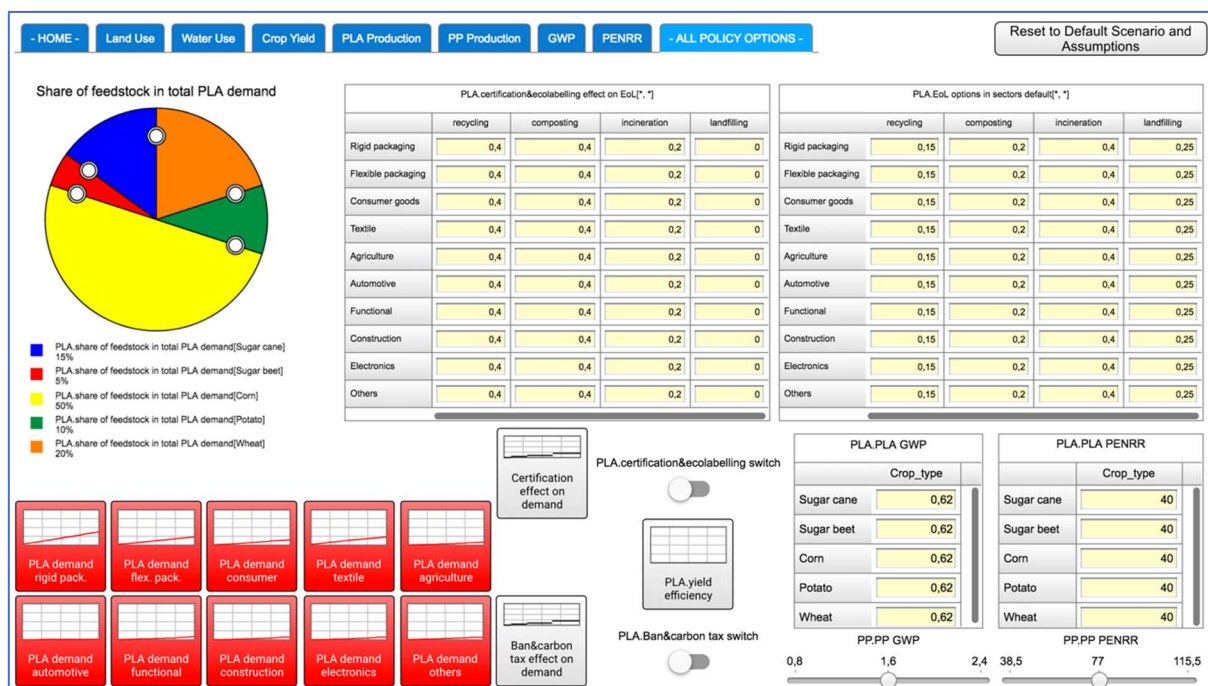 - HOME -
Land Use
Water Use
Crop Yield
PLA Production
PP Production
GWP
PENRR
- ALL POLICY OPTIONS -
Reset to Default Scenario and
Assumptions
Share of feedstock in total PLA demand
PLA.share of feedstock in total PLA demand[Sugar cane]
15%
PLA.share of feedstock in total PLA demand[Sugar beet]
5%
PLA.share of feedstock in total PLA demand[Corn]
50%
PLA.share of feedstock in total PLA demand[Potato]
10%
PLA.share of feedstock in total PLA demand[Wheat]
20%
PLA.certification&ecolabelling effect on EoL[*, *]
recycling composting incineration landfilling
Rigid packaging 0,4 0,4 0,2 0
Flexible packaging 0,4 0,4 0,2 0
Consumer goods 0,4 0,4 0,2 0
Textile 0,4 0,4 0,2 0
Agriculture 0,4 0,4 0,2 0
Automotive 0,4 0,4 0,2 0
Functional 0,4 0,4 0,2 0
Construction 0,4 0,4 0,2 0
Electronics 0,4 0,4 0,2 0
Others 0,4 0,4 0,2 0
PLA.EoL options in sectors default[*, *]
recycling composting incineration landfilling
Rigid packaging 0,15 0,2 0,4 0,25
Flexible packaging 0,15 0,2 0,4 0,25
Consumer goods 0,15 0,2 0,4 0,25
Textile 0,15 0,2 0,4 0,25
Agriculture 0,15 0,2 0,4 0,25
Automotive 0,15 0,2 0,4 0,25
Functional 0,15 0,2 0,4 0,25
Construction 0,15 0,2 0,4 0,25
Electronics 0,15 0,2 0,4 0,25
Others 0,15 0,2 0,4 0,25
PLA demand
rigid pack.
PLA demand
flex. pack.
PLA demand
consumer
PLA demand
textile
PLA demand
agriculture
PLA demand
automotive
PLA demand
functional
PLA demand
construction
PLA demand
electronics
PLA demand
others
Certification
effect on
demand
Ban&carbon
tax effect on
demand
PLA.certification&ecolabelling switch
PLA.yield
efficiency
PLA.Ban&carbon tax switch
PLA.PLA GWP
Crop_type
Sugar cane 0,62
Sugar beet 0,62
Corn 0,62
Potato 0,62
Wheat 0,62
PLA.PLA PENRR
Crop_type
Sugar cane 40
Sugar beet 40
Corn 40
Potato 40
Wheat 40
PP.PP GWP
0,8 1,6 2,4
PP.PP PENRR
38,5 77 115,5